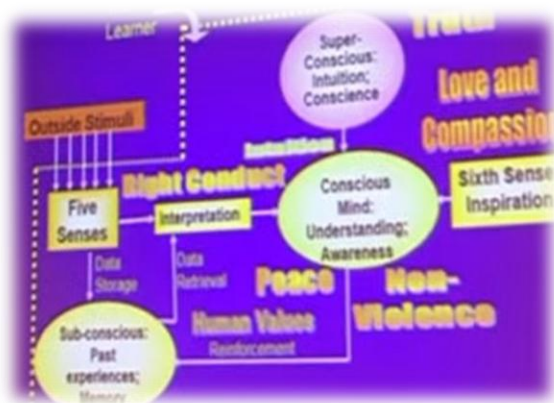 Learner
Super-
Conscious:
Intuition;
Conscience
Love and
Compassion
Outside Stimuli
Right Conduct
Five
Senses
Interpretation
Conscious
Mind:
Understanding;
Awareness
Sixth Sense
Inspiration
Data
Storage
Data
Retrieval
Peace
Non-
Violence
Human Values
Reinforcement
Sub-conscious:
Past
experiences;
Memory